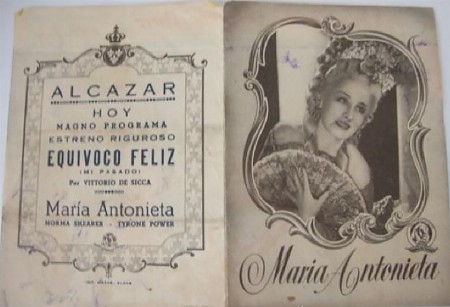 ALCAZAR
HOY
MAGNO PROGRAMA
ESTRENO RIGUROSO
EQUIVOCO FELIZ
(MI PASADO)
Por VITTORIO DE SICCA
María Antonieta
NORMA SHEARER - TYRONE POWER
María Antonieta